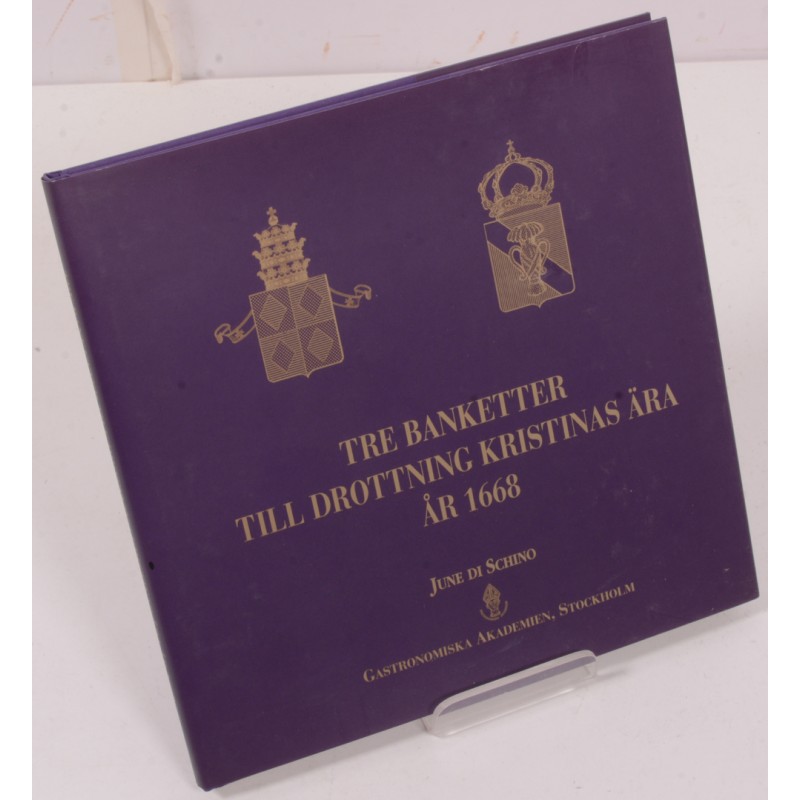 TRE BANKETTER
TILL DROTTNING KRISTINAS ÄRA
ÅR 1668
JUNE DI SCHINO
GASTRONOMISKA AKADEMIEN, STOCKHOLM